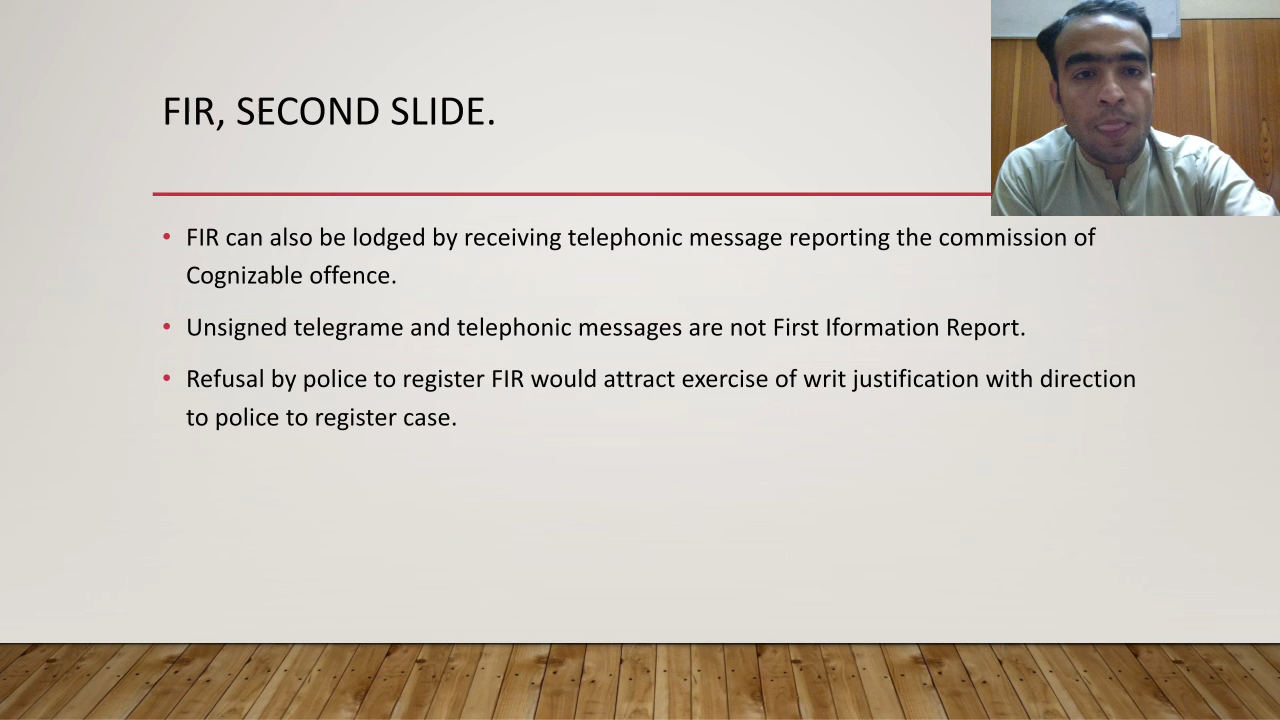 FIR, SECOND SLIDE.
• FIR can also be lodged by receiving telephonic message reporting the commission of
Cognizable offence.
• Unsigned telegrame and telephonic messages are not First Iformation Report.
• Refusal by police to register FIR would attract exercise of writ justification with direction
to police to register case.